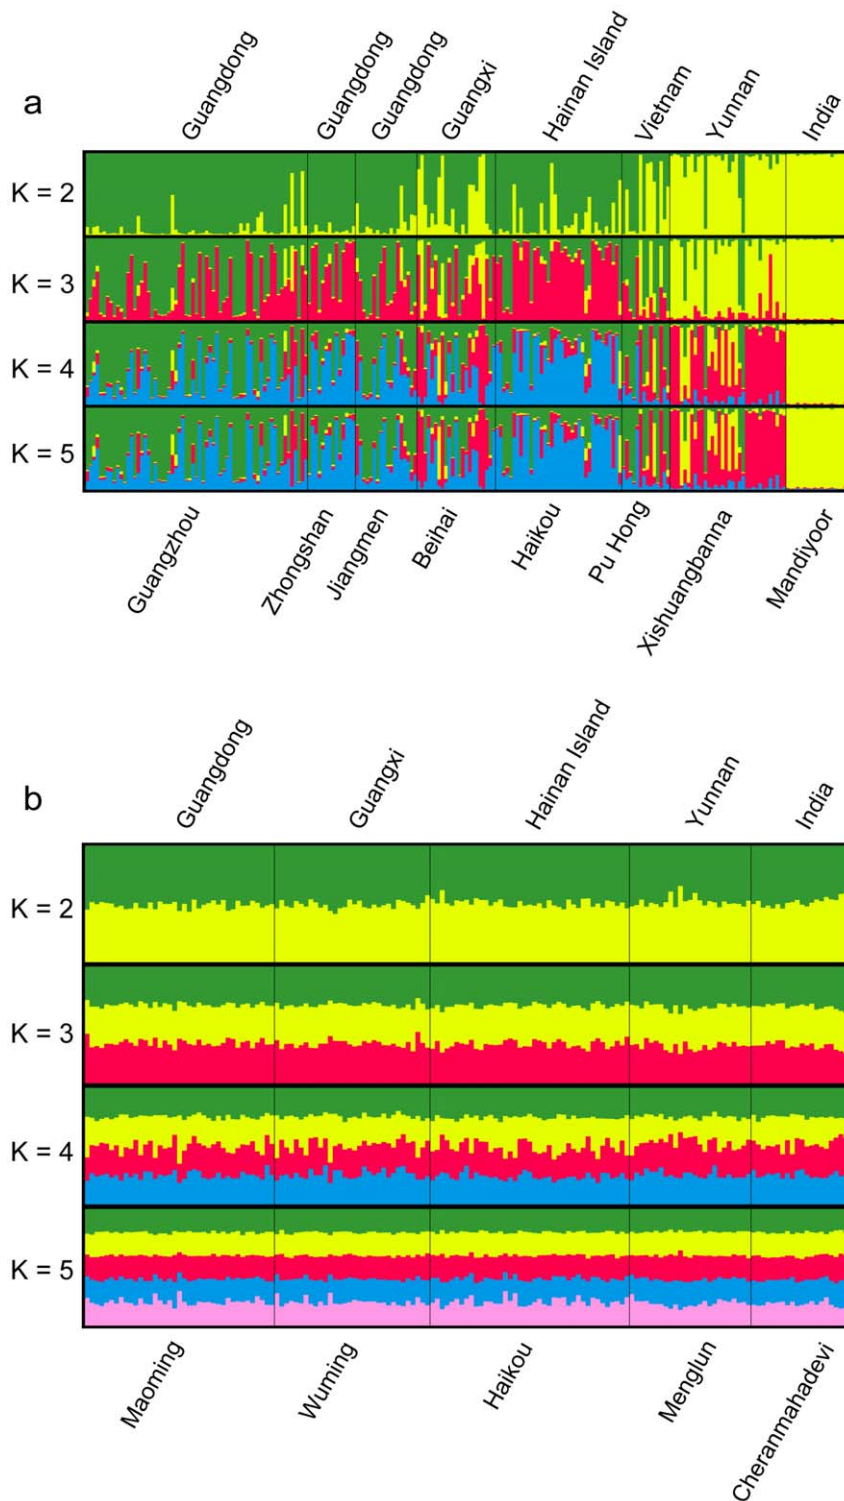 a
Guangdong
Guangdong
Guangdong
Guangxi
Hainan Island
Vietnam
Yunnan
India
K = 2
K = 3
K = 4
K = 5
Guangzhou
Zhongshan
Jiangmen
Beihai
Haikou
Pu Hong
Xishuangbanna
Mandiyoor
b
Guangdong
Guangxi
Hainan Island
Yunnan
India
K = 2
K = 3
K = 4
K = 5
Maoming
Wuming
Haikou
Menglun
Cheranmahadevi